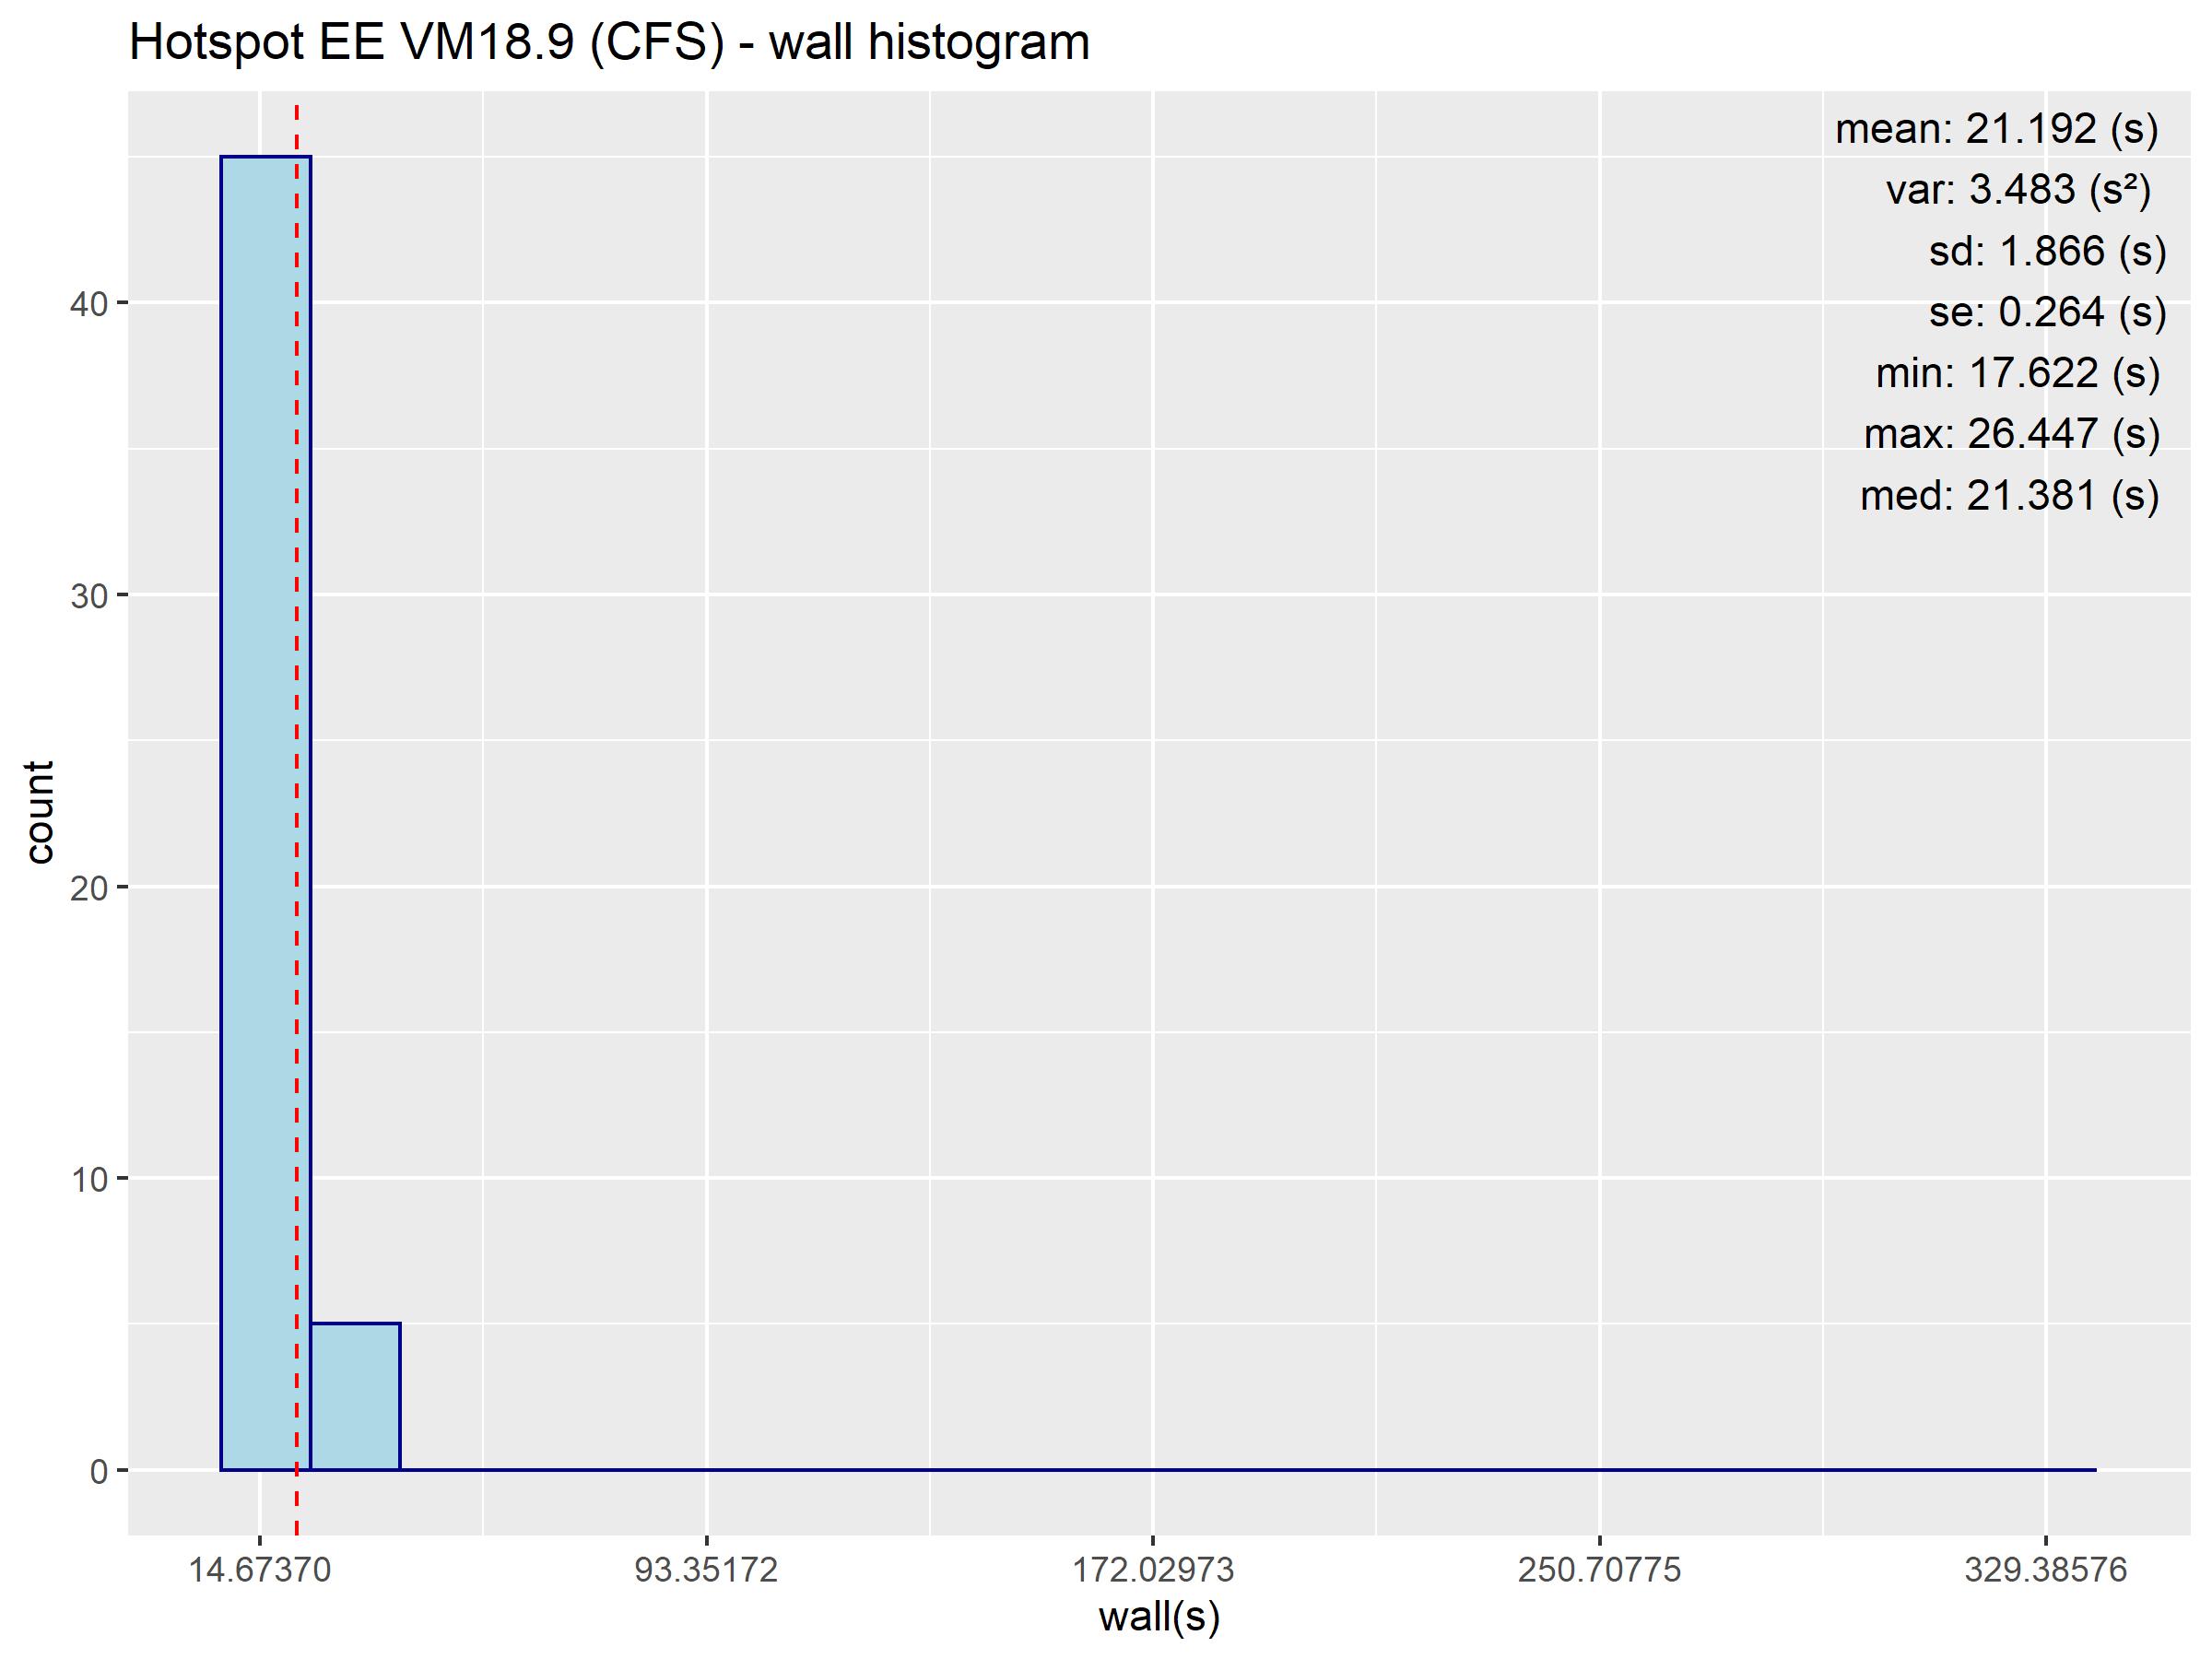 Hotspot EE VM18.9 (CFS) - wall histogram
mean: 21.192 (s)
var: 3.483 (s²)
sd: 1.866 (s)
se: 0.264 (s)
min: 17.622 (s)
max: 26.447 (s)
med: 21.381 (s)
count
40
30
20
10
0
14.67370 93.35172 172.02973 250.70775 329.38576
wall(s)